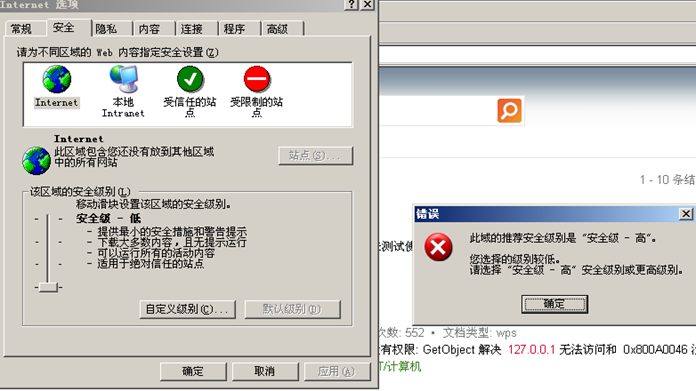 Internet 选项
常规 安全 隐私 内容 连接 程序 高级
请为不同区域的 Web 内容指定安全设置(Z)
Internet
本地
Intranet
受信任的站
点
受限制的站
点
Internet
此区域包含您还没有放到其他区域
中的所有网站
站点(S)...
该区域的安全级别(L)
移动滑块设置该区域的安全级别。
安全级 - 低
- 提供最小的安全措施和警告提示
- 下载大多数内容，且无提示运行
- 可以运行所有的活动内容
- 适用于绝对信任的站点
自定义级别(C)...
默认级别(D)
确定
取消
应用(A)
1 - 10 条结
错误
此域的推荐安全级别是 “安全级 - 高”。
您选择的级别较低。
请选择 “安全级 - 高” 安全级别或更高级别。
确定
测试
次数: 552 • 文档类型: wps
有权限: GetObject 解决 127.0.0.1 无法访问和 0x800A0046
T/计算机